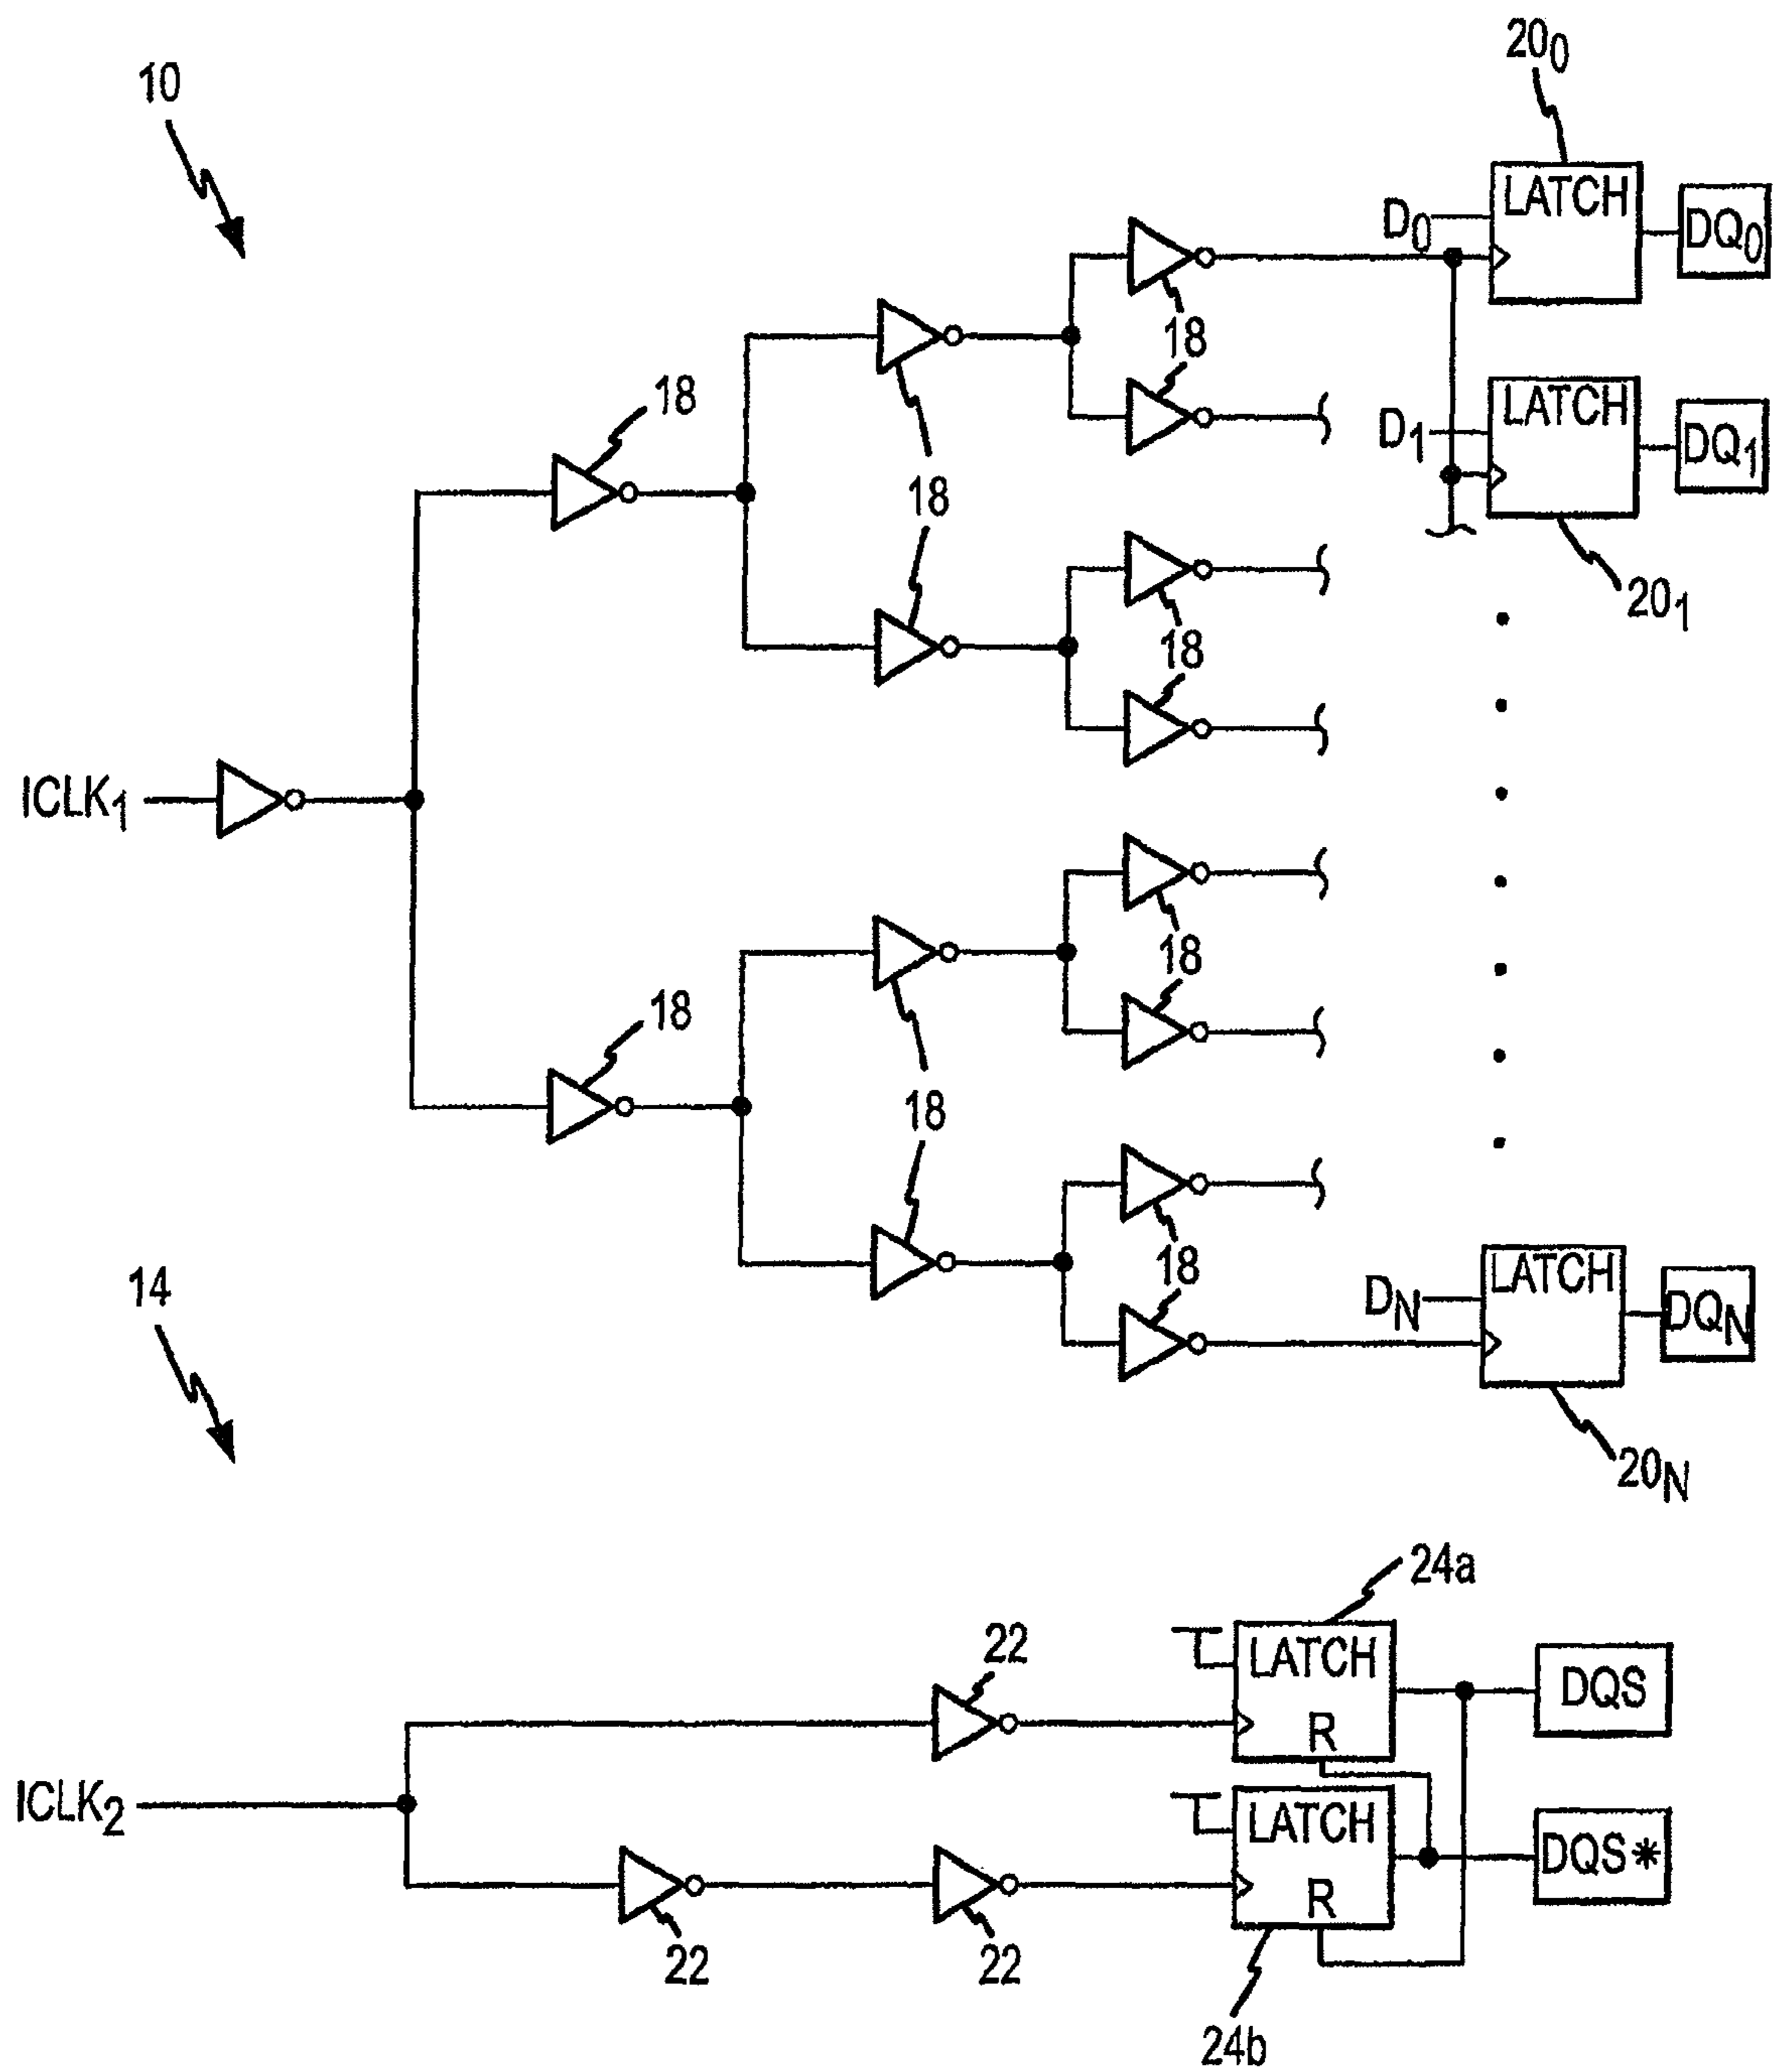 10
20₀
LATCH
D₀
DQ₀
18
18
LATCH
D₁
DQ₁
18
20₁
18
ICLK₁
18
18
18
18
14
LATCH
D_N
DQ_N
20_N
24a
22
LATCH
R
DQS
ICLK₂
LATCH
R
DQS*
22
22
24b